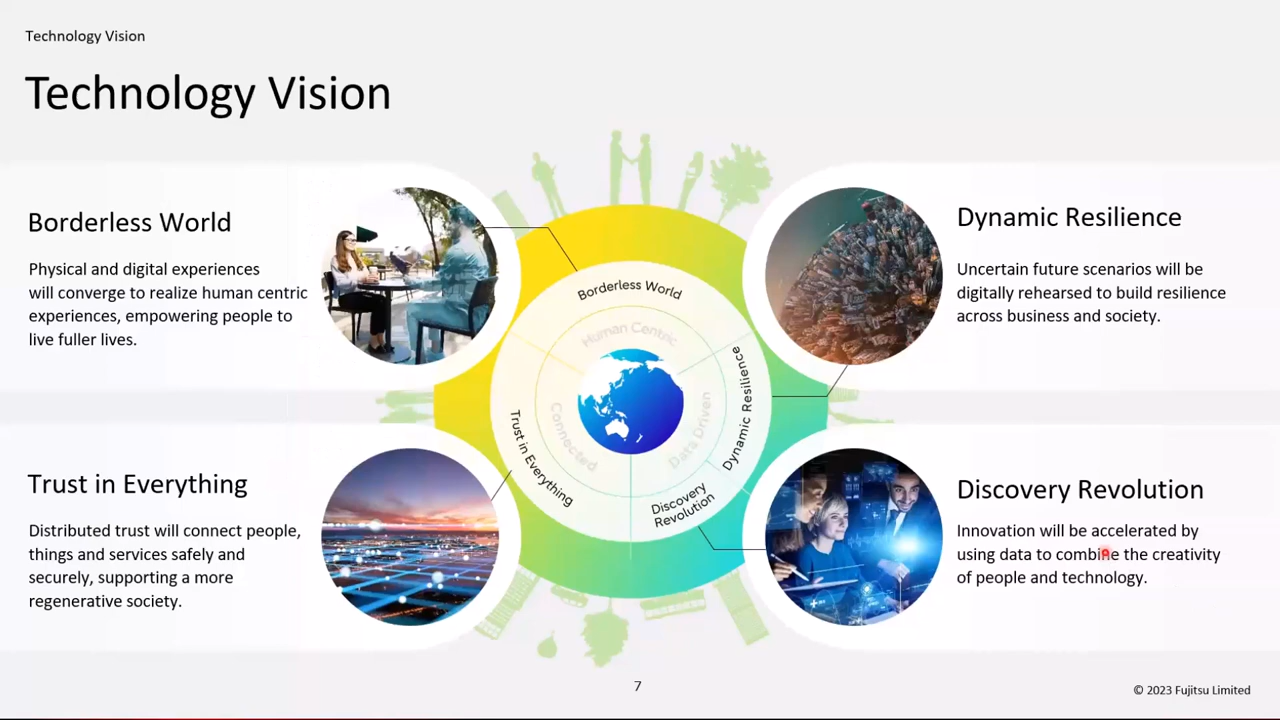 Technology Vision
Technology Vision
Borderless World
Physical and digital experiences
will converge to realize human centric
experiences, empowering people to
live fuller lives.
Dynamic Resilience
Uncertain future scenarios will be
digitally rehearsed to build resilience
across business and society.
Borderless World
Human Centric
Dynamic Resilience
Data Driven
Trust in Everything
Connected
Discovery
Revolution
Trust in Everything
Distributed trust will connect people,
things and services safely and
securely, supporting a more
regenerative society.
Discovery Revolution
Innovation will be accelerated by
using data to combine the creativity
of people and technology.
7
© 2023 Fujitsu Limited